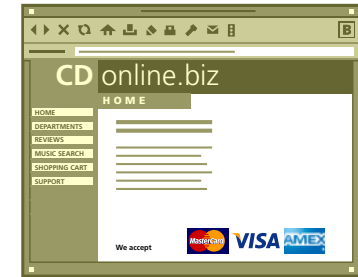 B
CD online.biz
HOME
HOME
DEPARTMENTS
REVIEWS
MUSIC SEARCH
SHOPPING CART
SUPPORT
We accept
MasterCard
VISA
AMEX